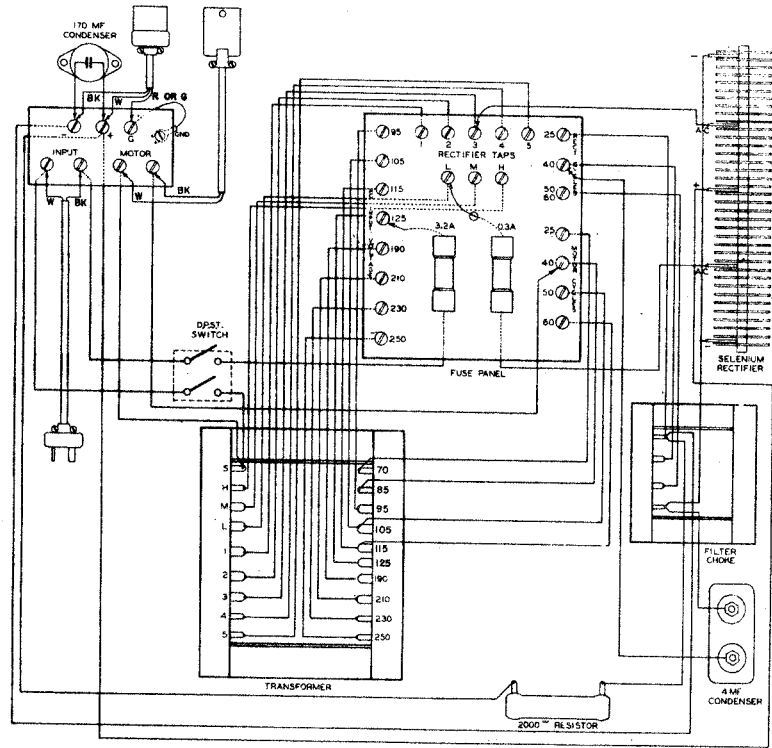 170 MF
CONDENSER
BK
W
R OR G
- + G GND
INPUT MOTOR
W BK W BK
1 2 3 4 5
RECTIFIER TAPS
L M H
95
105
115
125
190
210
230
250
25
40
50
60
25
40
50
60
3.2A 0.3A
FUSE PANEL
D.P.S.T.
SWITCH
- AC
+
AC
-
SELENIUM
RECTIFIER
S
H
M
L
1
2
3
4
5
70
85
95
105
115
125
190
210
230
250
TRANSFORMER
FILTER
CHOKE
4 MF
CONDENSER
2000 ω RESISTOR